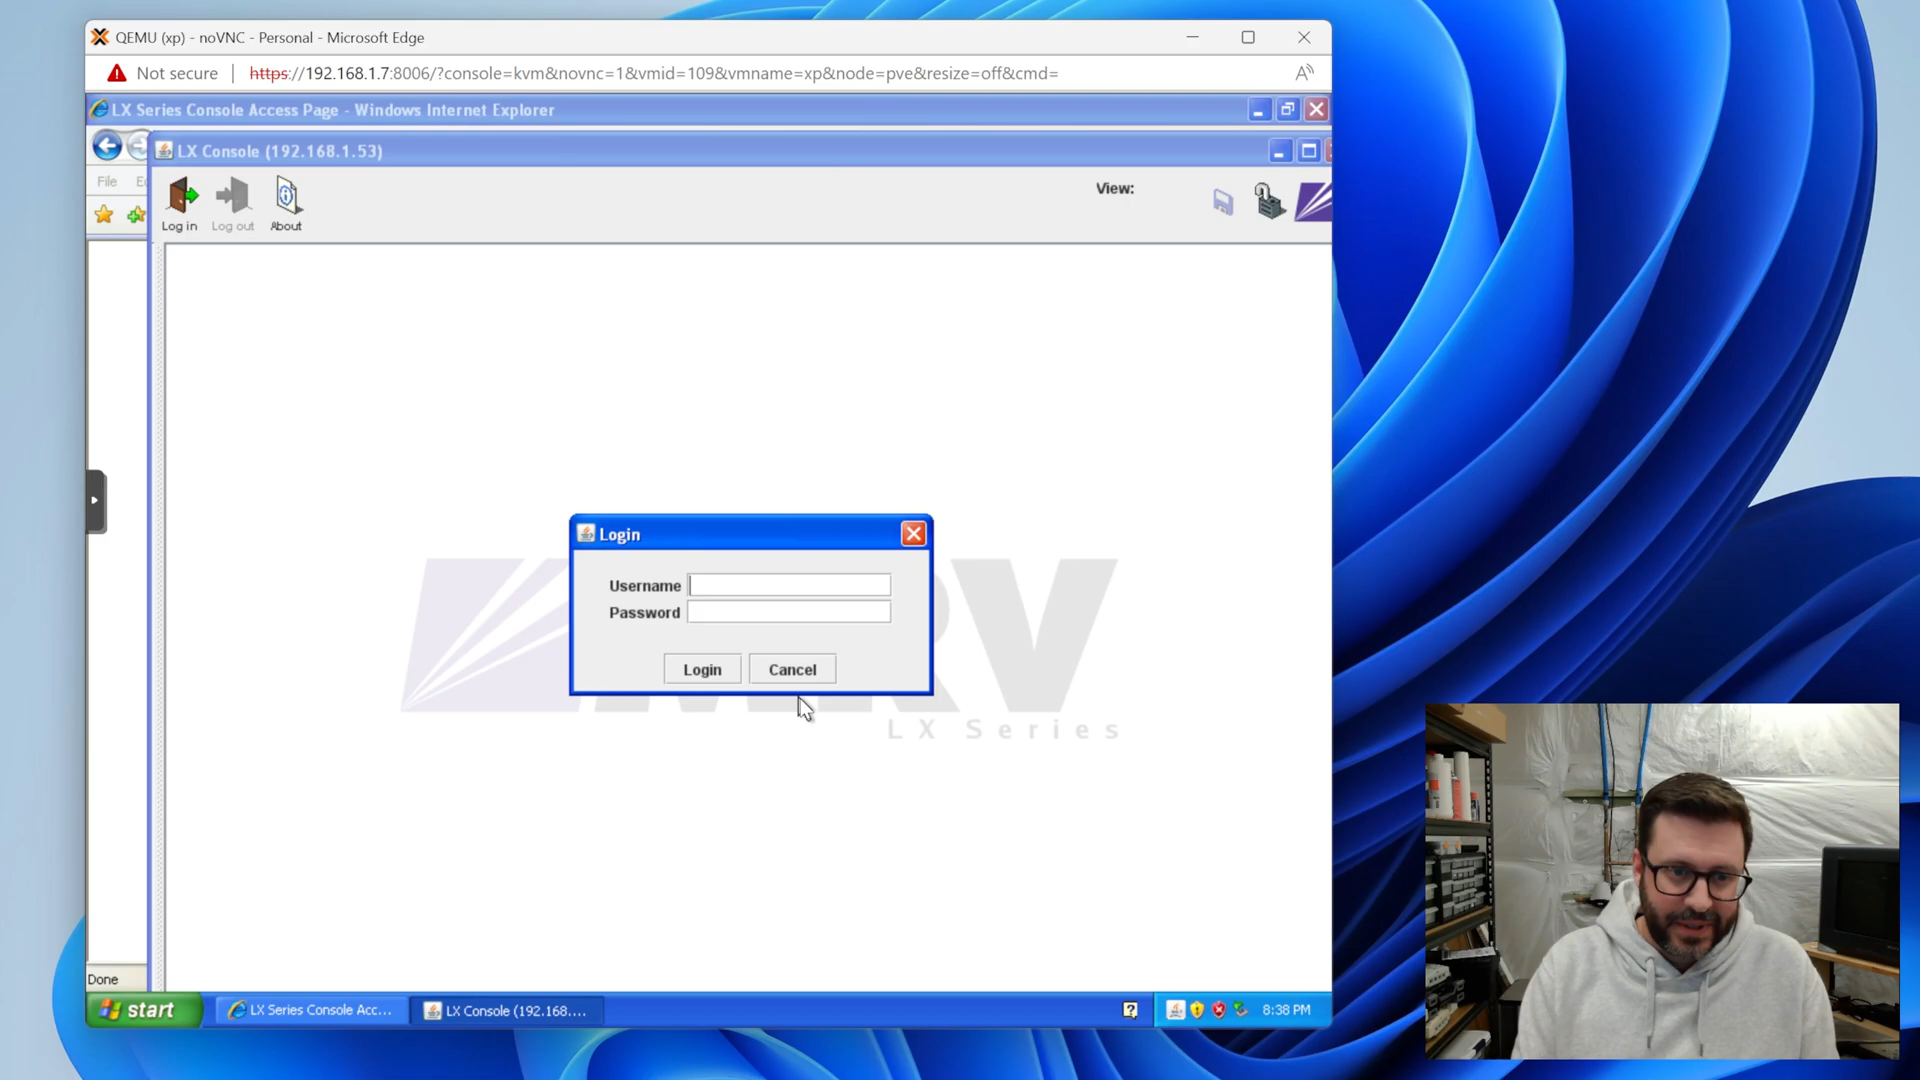 QEMU (xp) - noVNC - Personal - Microsoft Edge
Not secure
https://192.168.1.7:8006/?console=kvm&novnc=1&vmid=109&vmname=xp&node=pve&resize=off&cmd=
LX Series Console Access Page - Windows Internet Explorer
File
LX Console (192.168.1.53)
Log in
Log out
About
View:
Login
Username
Password
Login
Cancel
LX Series
Done
start
LX Series Console Acc...
LX Console (192.168....
8:38 PM